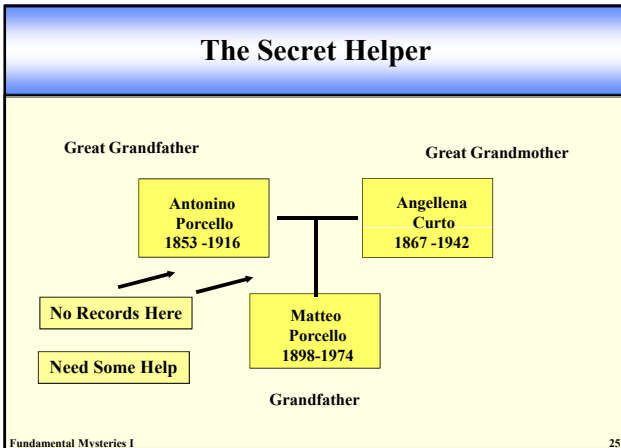 The Secret Helper
Great Grandfather
Great Grandmother
Antonino
Porcello
1853 -1916
Angellena
Curto
1867 -1942
No Records Here
Matteo
Porcello
1898-1974
Need Some Help
Grandfather
Fundamental Mysteries I
25